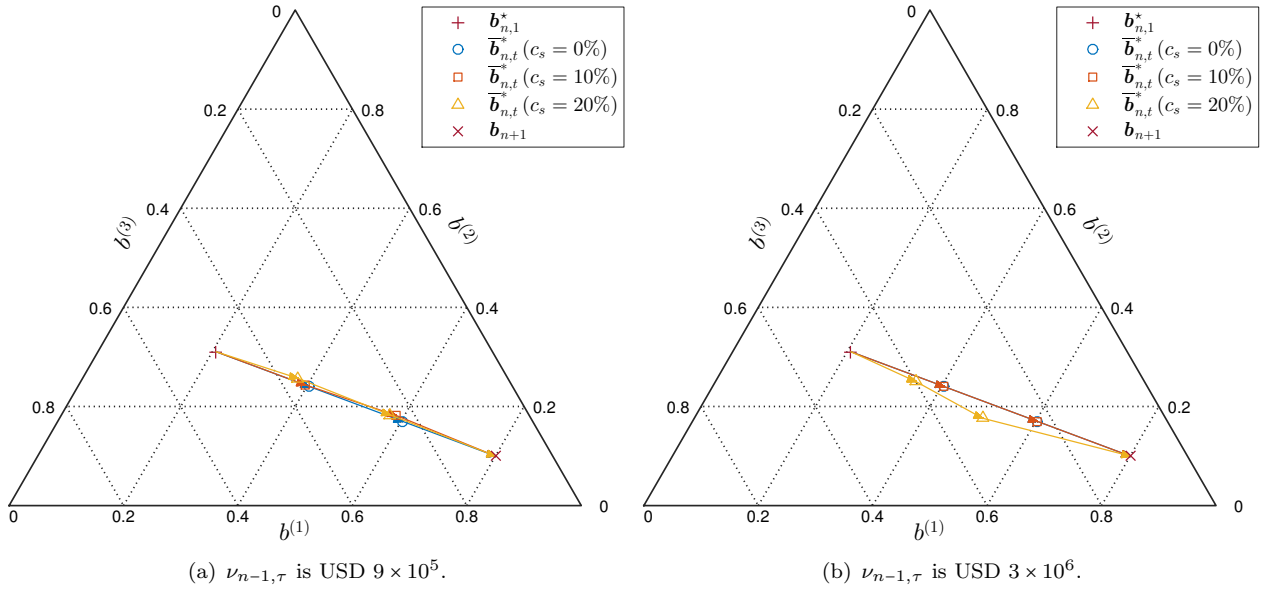 0
0.2
0.8
0.4
0.6
b⁽³⁾
b⁽²⁾
0.6
0.4
0.8
0.2
0
0.2
0.4
0.6
0.8
0
b⁽¹⁾
b⋆n,1
b̅*n,t (cs = 0%)
b̅*n,t (cs = 10%)
b̅*n,t (cs = 20%)
bn+1
(a) νn−1,τ is USD 9 × 10⁵.
0
0.2
0.8
0.4
0.6
b⁽³⁾
b⁽²⁾
0.6
0.4
0.8
0.2
0
0.2
0.4
0.6
0.8
0
b⁽¹⁾
b⋆n,1
b̅*n,t (cs = 0%)
b̅*n,t (cs = 10%)
b̅*n,t (cs = 20%)
bn+1
(b) νn−1,τ is USD 3 × 10⁶.